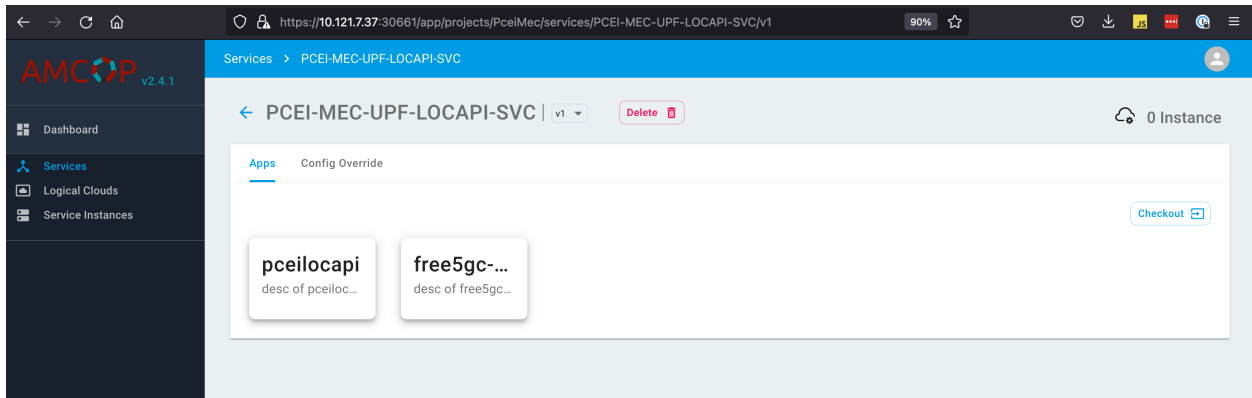 https://10.121.7.37:30661/app/projects/PceiMec/services/PCEI-MEC-UPF-LOCAPI-SVC/v1
90%
JS
AMCOP v2.4.1
Services > PCEI-MEC-UPF-LOCAPI-SVC
Dashboard
Services
Logical Clouds
Service Instances
PCEI-MEC-UPF-LOCAPI-SVC | v1
Delete
0 Instance
Apps
Config Override
Checkout
pceilocapi
desc of pceiloc...
free5gc-...
desc of free5gc...